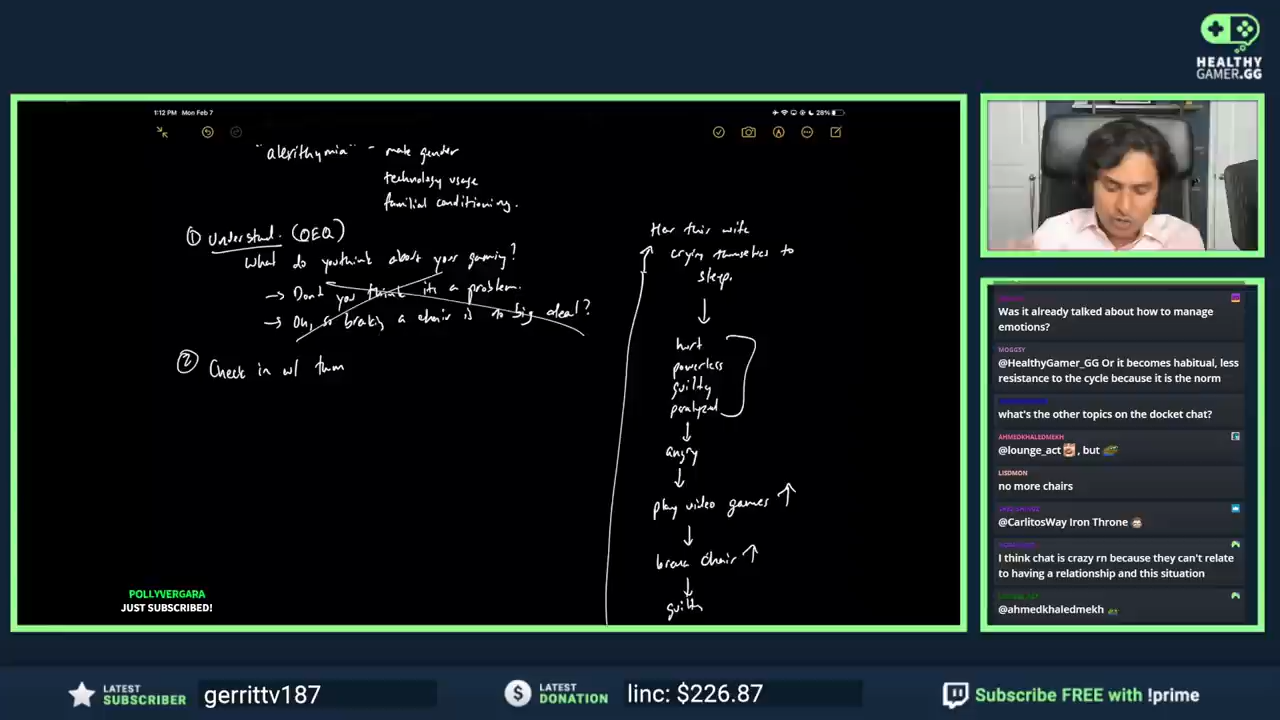 HEALTHY
GAMER.GG
1:12 PM Mon Feb 7
28%
"alexithymia" - male gender
technology usage
familial conditioning.
① Understand. (OEQ)
What do you think about your gaming?
→ Don't you think its a problem.
→ Oh, so braking a chair is no big deal?
② Check in w/ them
Hear their wife
crying themselves to
sleep.
↓
hurt
powerless
guilty
paralyzed
↓
angry
↓
play video games ↑
↓
break chair ↑
↓
guilty
POLLYVERGARA
JUST SUBSCRIBED!
Was it already talked about how to manage
emotions?
MOGGSY
@HealthyGamer_GG Or it becomes habitual, less
resistance to the cycle because it is the norm
what's the other topics on the docket chat?
AHMEDKHALEDMEKH
@lounge_act , but
LISDMON
no more chairs
@CarlitosWay Iron Throne
I think chat is crazy rn because they can't relate
to having a relationship and this situation
@ahmedkhaledmekh
LATEST
SUBSCRIBER
gerrittv187
LATEST
DONATION
linc: $226.87
Subscribe FREE with !prime